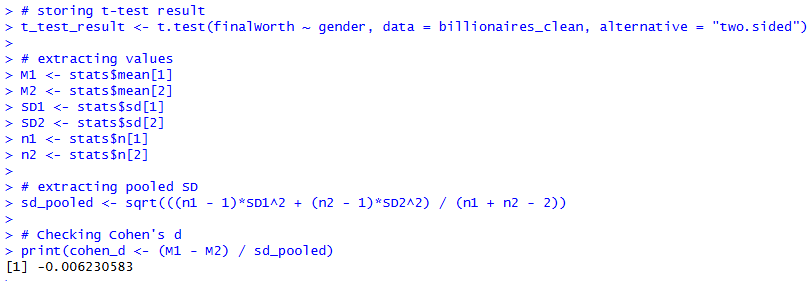 > # storing t-test result
> t_test_result <- t.test(finalWorth ~ gender, data = billionaires_clean, alternative = "two.sided")
>
> # extracting values
> M1 <- stats$mean[1]
> M2 <- stats$mean[2]
> SD1 <- stats$sd[1]
> SD2 <- stats$sd[2]
> n1 <- stats$n[1]
> n2 <- stats$n[2]
>
> # extracting pooled SD
> sd_pooled <- sqrt(((n1 - 1)*SD1^2 + (n2 - 1)*SD2^2) / (n1 + n2 - 2))
>
> # Checking Cohen's d
> print(cohen_d <- (M1 - M2) / sd_pooled)
[1] -0.006230583